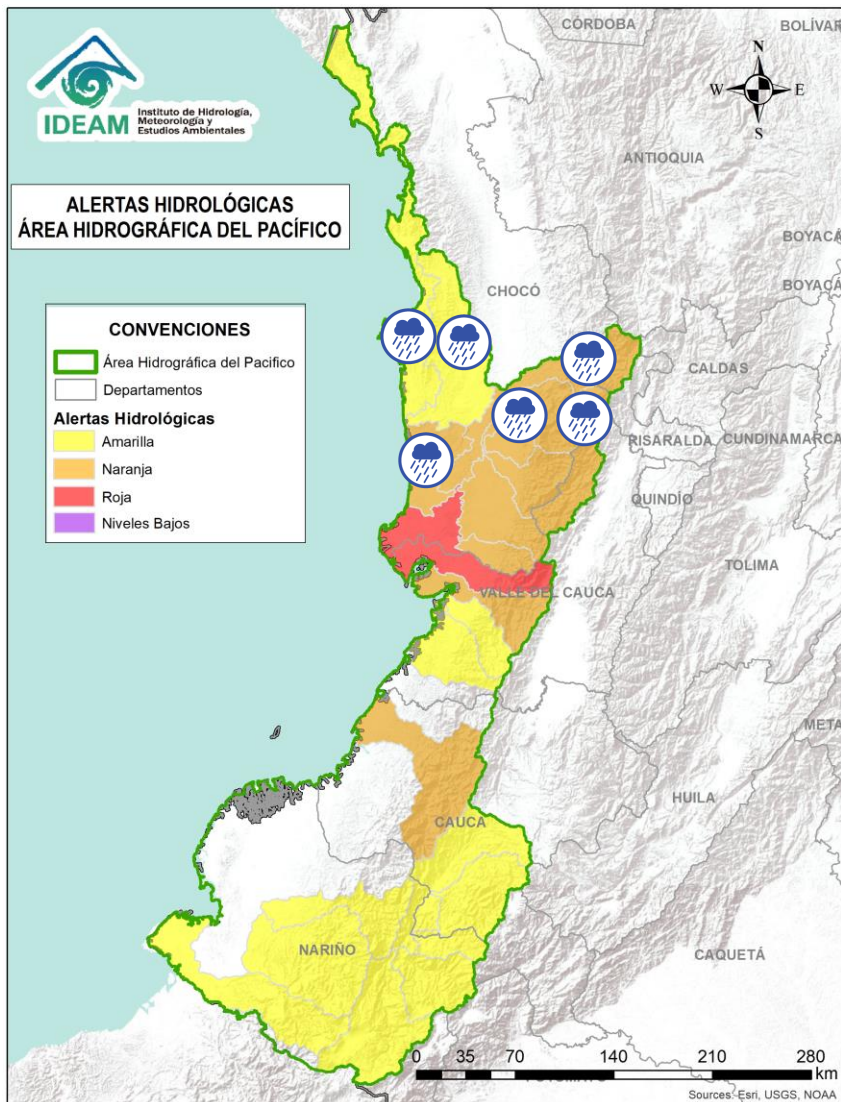 CÓRDOBA
BOLÍVAR
IDEAM
Instituto de Hidrología,
Meteorología y
Estudios Ambientales
N
W
E
S
ANTIOQUIA
ALERTAS HIDROLÓGICAS
ÁREA HIDROGRÁFICA DEL PACÍFICO
BOYACÁ
BOYACÁ
CHOCÓ
CONVENCIONES
Área Hidrográfica del Pacifico
Departamentos
Alertas Hidrológicas
Amarilla
Naranja
Roja
Niveles Bajos
CALDAS
RISARALDA
CUNDINAMARCA
QUINDÍO
TOLIMA
VALLE DEL CAUCA
META
HUILA
CAUCA
NARIÑO
CAQUETÁ
0 35 70 140 210 280
km
Sources: Esri, USGS, NOAA